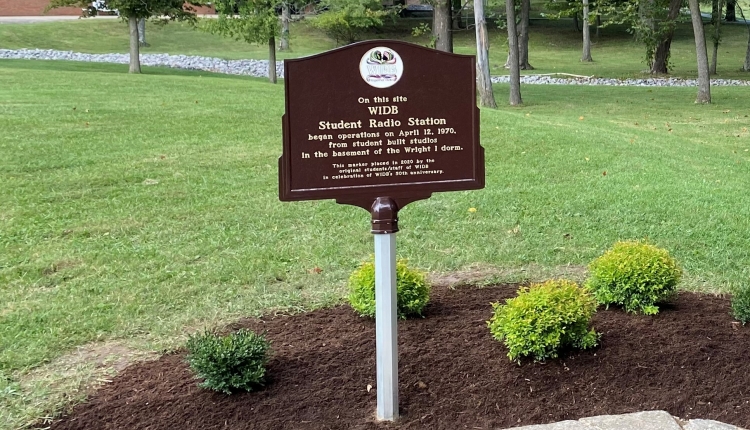 On this site
WIDB
Student Radio Station
began operations on April 12, 1970,
from student built studios
in the basement of the Wright I dorm.
This marker placed in 2020 by the
original students/staff of WIDB
in celebration of WIDB's 50th anniversary.